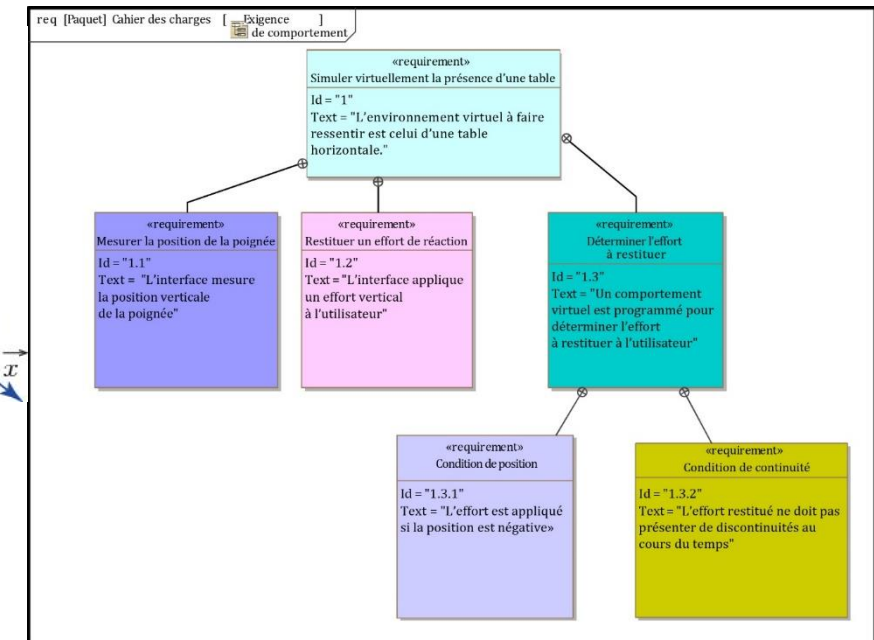 req [Paquet] Cahier des charges [ Exigence de comportement ]
«requirement»
Simuler virtuellement la présence d'une table
Id = "1"
Text = "L'environnement virtuel à faire
ressentir est celui d'une table
horizontale."
«requirement»
Mesurer la position de la poignée
Id = "1.1"
Text = "L'interface mesure
la position verticale
de la poignée"
«requirement»
Restituer un effort de réaction
Id = "1.2"
Text = "L'interface applique
un effort vertical
à l'utilisateur"
«requirement»
Déterminer l'effort
à restituer
Id = "1.3"
Text = "Un comportement
virtuel est programmé pour
déterminer l'effort
à restituer à l'utilisateur"
x
«requirement»
Condition de position
Id = "1.3.1"
Text = "L'effort est appliqué
si la position est négative»
«requirement»
Condition de continuité
Id = "1.3.2"
Text = "L'effort restitué ne doit pas
présenter de discontinuités au
cours du temps"